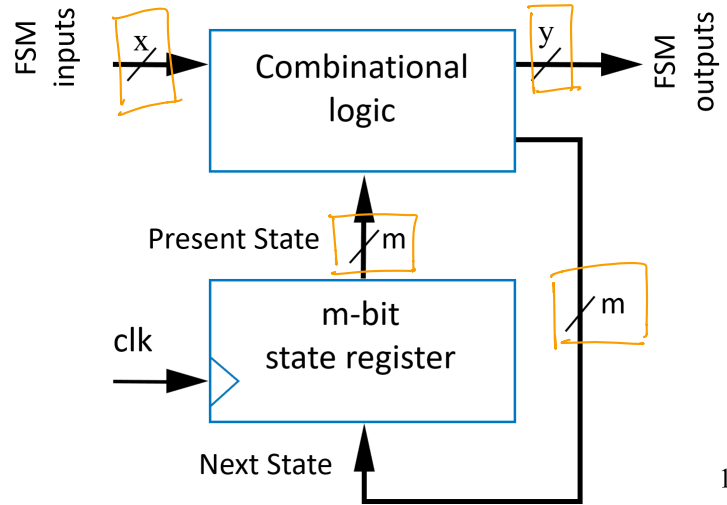 FSM
inputs
x
Combinational
logic
y
FSM
outputs
Present State
m
m
m-bit
state register
clk
Next State
1